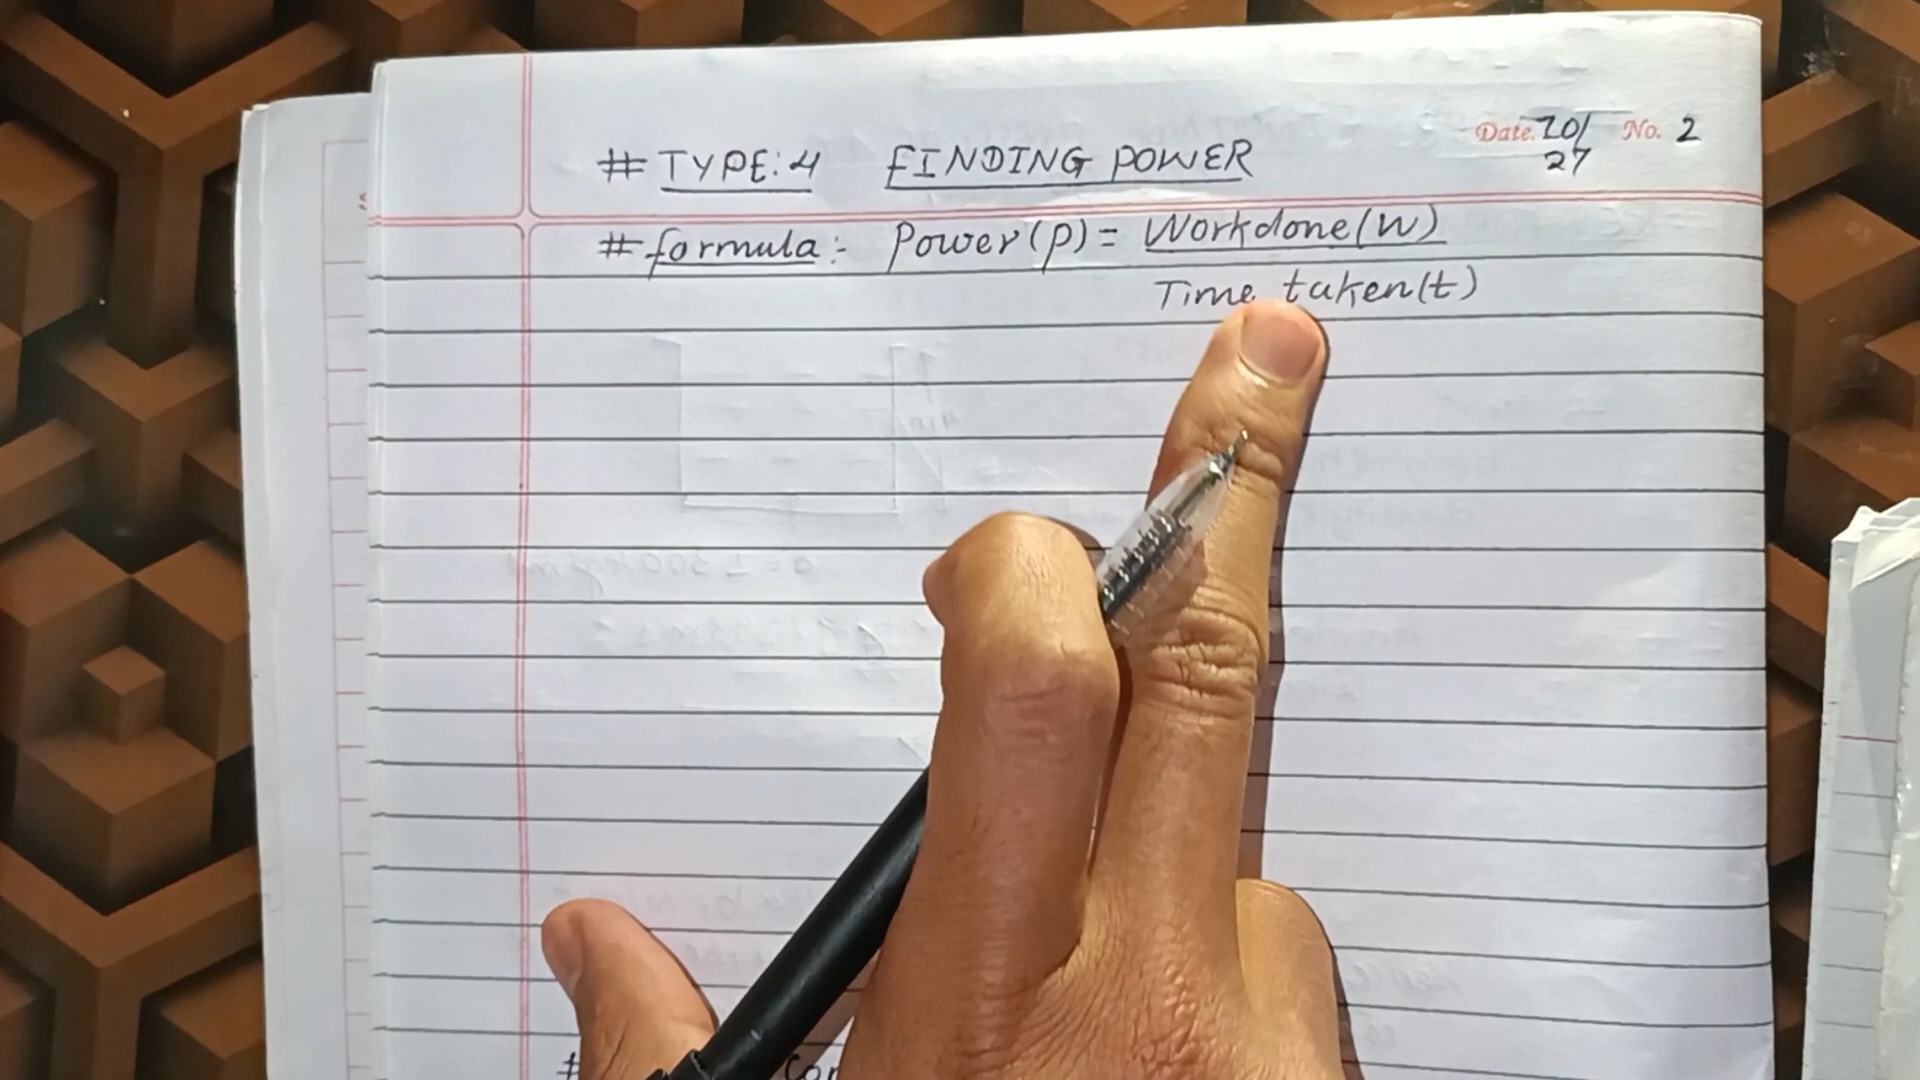 Date. 20/ No. 2
27
# TYPE: 4 FINDING POWER
# formula:- Power (p) = Workdone (W)
Time taken (t)
#